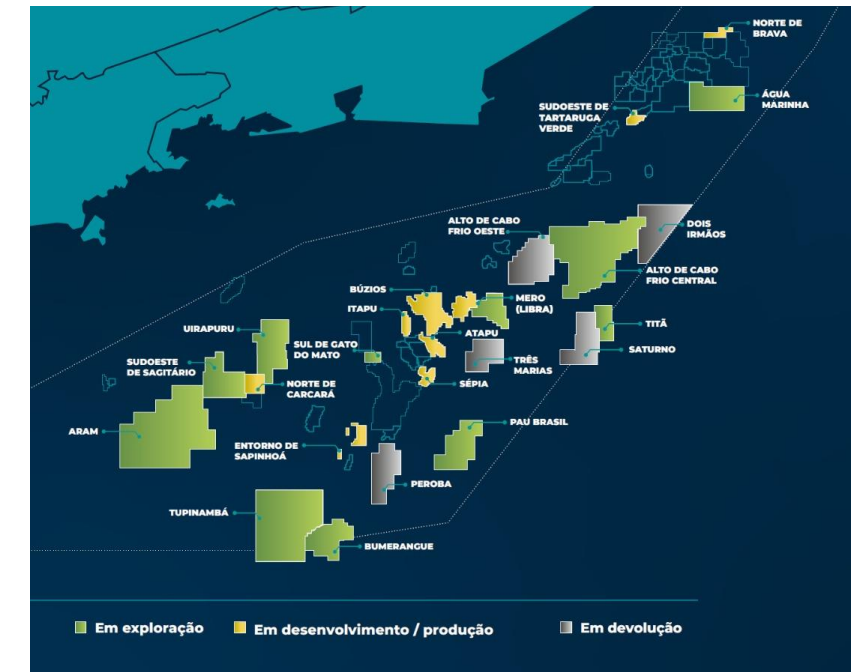 NORTE DE
BRAVA
ÁGUA
MARINHA
SUDOESTE DE
TARTARUGA
VERDE
ALTO DE CABO
FRIO OESTE
DOIS
IRMÃOS
ALTO DE CABO
FRIO CENTRAL
BÚZIOS
MERO
(LIBRA)
ITAPU
ATAPU
TITÃ
UIRAPURU
SUL DE GATO
DO MATO
SATURNO
TRÊS
MARIAS
SUDOESTE
DE SAGITÁRIO
NORTE DE
CARCARÁ
SÉPIA
ARAM
PAU BRASIL
ENTORNO DE
SAPINHOÁ
PEROBA
TUPINAMBÁ
BUMERANGUE
Em exploração
Em desenvolvimento / produção
Em devolução